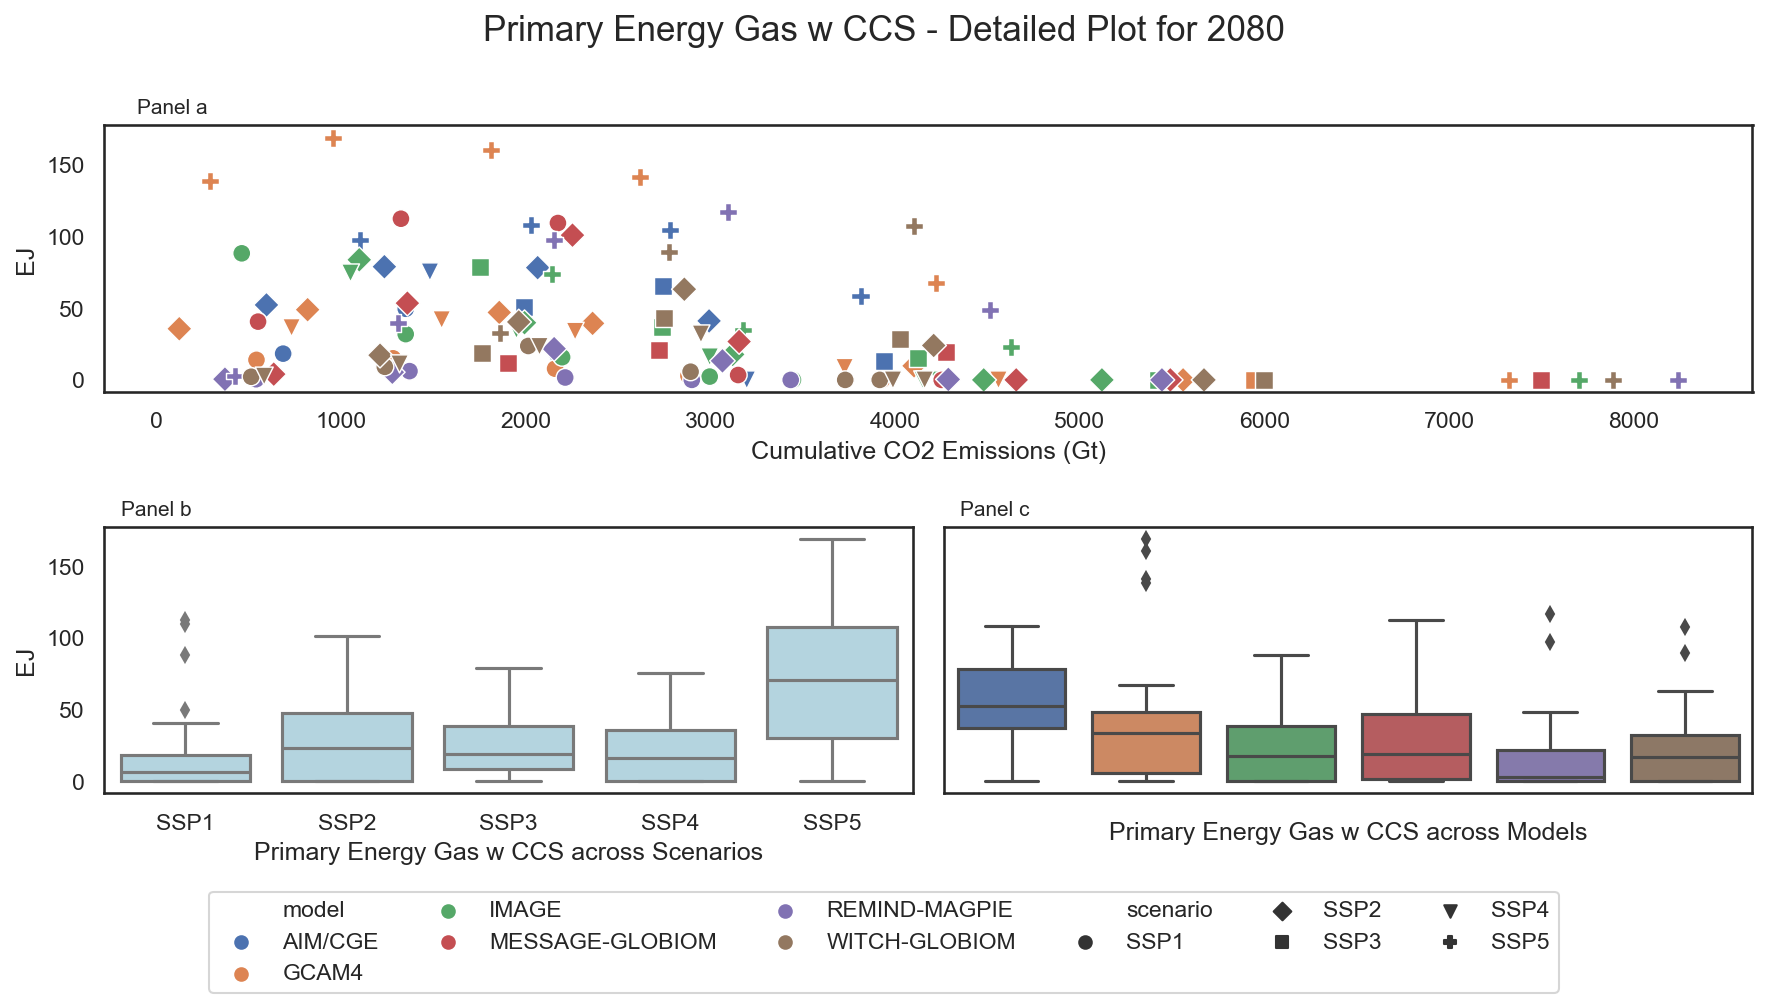 Primary Energy Gas w CCS - Detailed Plot for 2080
Panel a
150
100
50
0
EJ
0 1000 2000 3000 4000 5000 6000 7000 8000
Cumulative CO2 Emissions (Gt)
Panel b
150
100
50
0
EJ
SSP1 SSP2 SSP3 SSP4 SSP5
Primary Energy Gas w CCS across Scenarios
Panel c
Primary Energy Gas w CCS across Models
model IMAGE REMIND-MAGPIE scenario SSP2 SSP4
AIM/CGE MESSAGE-GLOBIOM WITCH-GLOBIOM SSP1 SSP3 SSP5
GCAM4